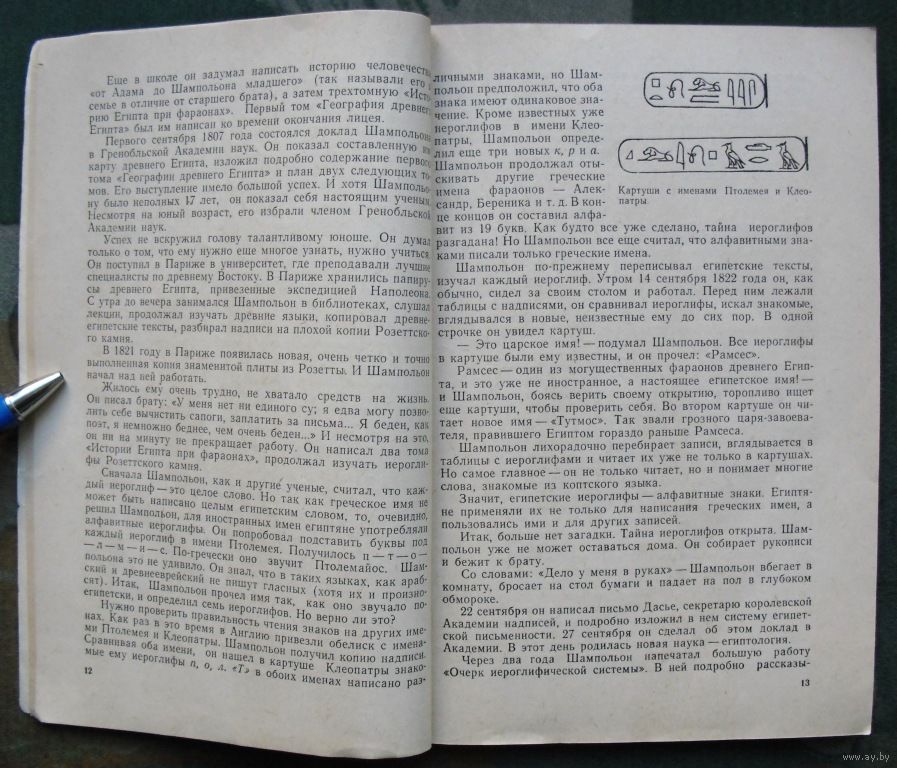 Еще в школе он задумал написать историю человечества
«от Адама до Шампольона младшего» (так называли его в
семье в отличие от старшего брата), а затем трехтомную «Исто-
рию Египта при фараонах». Первый том «География древнего
Египта» был им написан ко времени окончания лицея.
Первого сентября 1807 года состоялся доклад Шампольона
в Гренобльской Академии наук. Он показал составленную им
карту древнего Египта, изложил подробно содержание первого
тома «Географии древнего Египта» и план двух следующих то-
мов. Его выступление имело большой успех. И хотя Шампольо-
ну было неполных 17 лет, он показал себя настоящим ученым.
Несмотря на юный возраст, его избрали членом Гренобльской
Академии наук.
Успех не вскружил голову талантливому юноше. Он думал
только о том, что ему нужно еще многое узнать, нужно учиться.
Он поступил в Париже в университет, где преподавали лучшие
специалисты по древнему Востоку. В Париже хранились папиру-
сы древнего Египта, привезенные экспедицией Наполеона.
С утра до вечера занимался Шампольон в библиотеках, слушал
лекции, продолжал изучать древние языки, копировал древне-
египетские тексты, разбирал надписи на плохой копии Розеттско-
го камня.
В 1821 году в Париже появилась новая, очень четко и точно
выполненная копия знаменитой плиты из Розетты. И Шампольон
начал над ней работать.
Жилось ему очень трудно, не хватало средств на жизнь.
Он писал брату: «У меня нет ни единого су; я едва могу позво-
лить себе вычистить сапоги, заплатить за письма... Я беден, как
поэт, я немножко беднее, чем очень беден...» И несмотря на это,
он ни на минуту не прекращает работу. Он написал два тома
«Истории Египта при фараонах», продолжал изучать иерогли-
фы Розеттского камня.
Сначала Шампольон, как и другие ученые, считал, что каж-
дый иероглиф — это целое слово. Но так как греческое имя не
может быть написано целым египетским словом, то, очевидно,
решил Шампольон, для иностранных имен египтяне употребляли
алфавитные иероглифы. Он попробовал подставить буквы под
каждый иероглиф в имени Птолемея. Получилось п — т — о —
— л — м — и — с. По-гречески оно звучит Птолемайос. Шам-
польона это не удивило. Он знал, что в таких языках, как араб-
ский и древнееврейский не пишут гласных (хотя их и произно-
сят). Итак, Шампольон прочел имя так, как оно звучало по-
египетски, и определил семь иероглифов. Но верно ли это?
Нужно проверить правильность чтения знаков на других име-
нах. Как раз в это время в Англию привезли обелиск с имена-
ми Птолемея и Клеопатры. Шампольон получил копию надписи.
Сравнивая оба имени, он нашел в картуше Клеопатры знако-
мые ему иероглифы п, о, л. «Т» в обоих именах написано раз-
12
личными знаками, но Шам-
польон предположил, что оба
знака имеют одинаковое зна-
чение. Кроме известных уже
иероглифов в имени Клео-
патры, Шампольон опреде-
лил еще три новых к, р и а.
Шампольон продолжал оты-
скивать другие греческие
имена фараонов — Алек-
сандр, Береника и т. д. В кон-
це концов он составил алфа-
вит из 19 букв. Как будто все уже сделано, тайна иероглифов
разгадана! Но Шампольон все еще считал, что алфавитными зна-
ками писали только греческие имена.
Картуши с именами Птолемея и Клео-
патры.
Шампольон по-прежнему переписывал египетские тексты,
изучал каждый иероглиф. Утром 14 сентября 1822 года он, как
обычно, сидел за своим столом и работал. Перед ним лежали
таблицы с надписями, он сравнивал иероглифы, искал знакомые,
вглядывался в новые, неизвестные ему до сих пор. В одной
строчке он увидел картуш.
— Это царское имя! — подумал Шампольон. Все иероглифы
в картуше были ему известны, и он прочел: «Рамсес».
Рамсес — один из могущественных фараонов древнего Егип-
та, и это уже не иностранное, а настоящее египетское имя! —
и Шампольон, боясь верить своему открытию, торопливо ищет
еще картуши, чтобы проверить себя. Во втором картуше он чи-
тает новое имя — «Тутмос». Так звали грозного царя-завоева-
теля, правившего Египтом гораздо раньше Рамсеса.
Шампольон лихорадочно перебирает записи, вглядывается в
таблицы с иероглифами и читает их уже не только в картушах.
Но самое главное — он не только читает, но и понимает многие
слова, знакомые из коптского языка.
Значит, египетские иероглифы — алфавитные знаки. Египтя-
не применяли их не только для написания греческих имен, а
пользовались ими и для других записей.
Итак, больше нет загадки. Тайна иероглифов открыта. Шам-
польон уже не может оставаться дома. Он собирает рукописи
и бежит к брату.
Со словами: «Дело у меня в руках» — Шампольон вбегает в
комнату, бросает на стол бумаги и падает на пол в глубоком
обмороке.
22 сентября он написал письмо Дасье, секретарю королевской
Академии надписей, и подробно изложил в нем систему египет-
ской письменности. 27 сентября он сделал об этом доклад в
Академии. В этот день родилась новая наука — египтология.
Через два года Шампольон напечатал большую работу
«Очерк иероглифической системы». В ней подробно рассказы-
13
www.ay.by